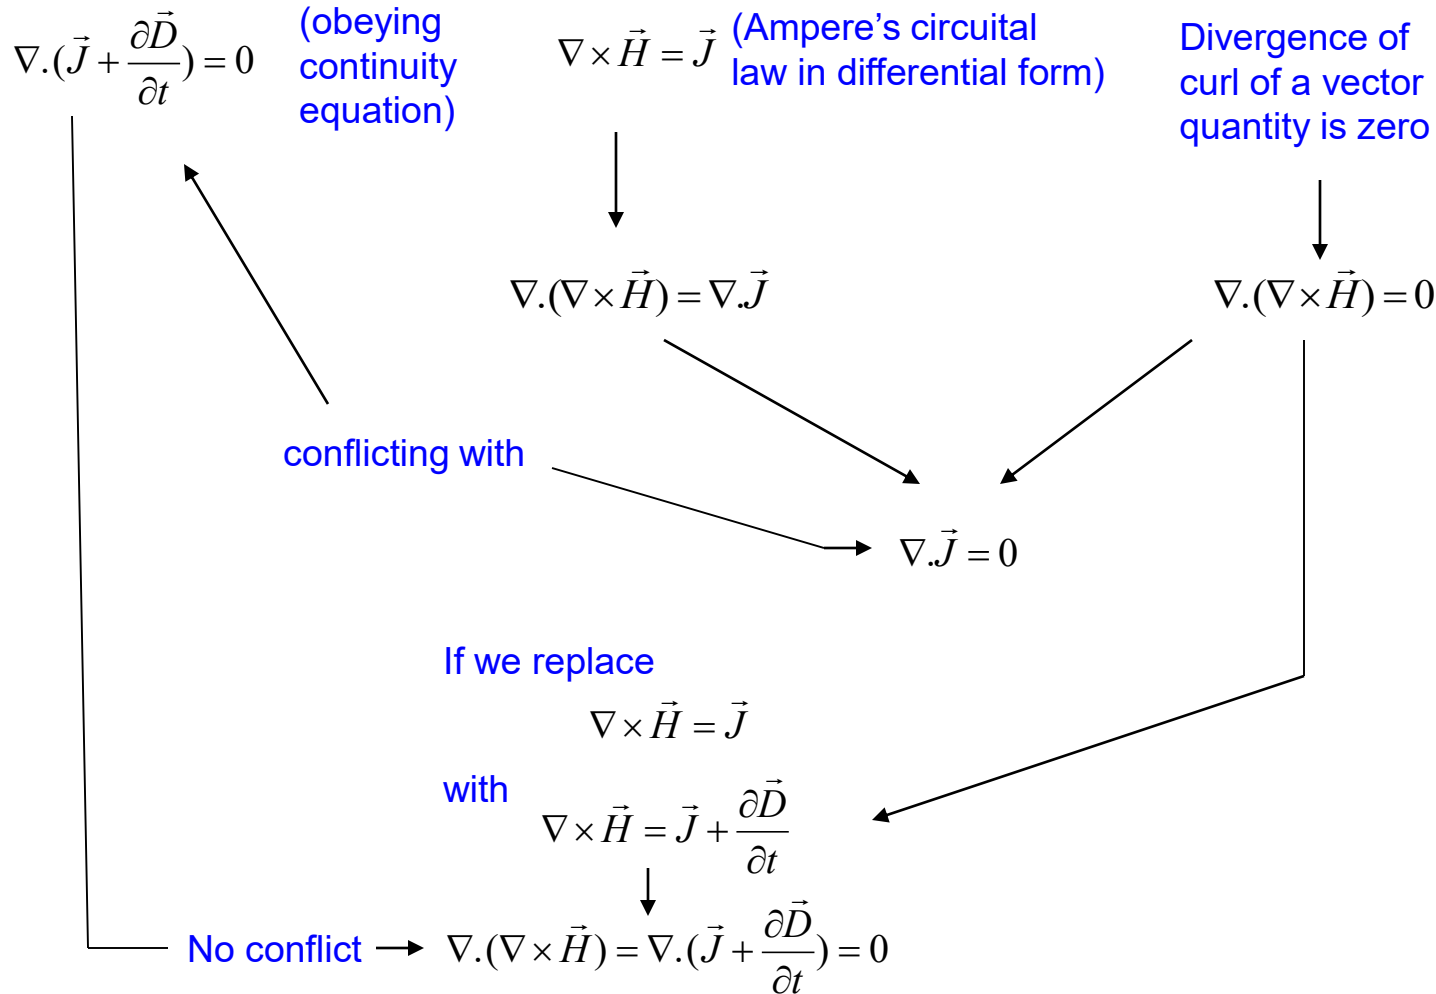 ∇.(J⃗ + ∂D⃗/∂t) = 0
(obeying
continuity
equation)
∇×H⃗ = J⃗
(Ampere’s circuital
law in differential form)
Divergence of
curl of a vector
quantity is zero
∇.(∇×H⃗) = ∇.J⃗
∇.(∇×H⃗) = 0
conflicting with
∇.J⃗ = 0
If we replace
∇×H⃗ = J⃗
with
∇×H⃗ = J⃗ + ∂D⃗/∂t
No conflict
∇.(∇×H⃗) = ∇.(J⃗ + ∂D⃗/∂t) = 0